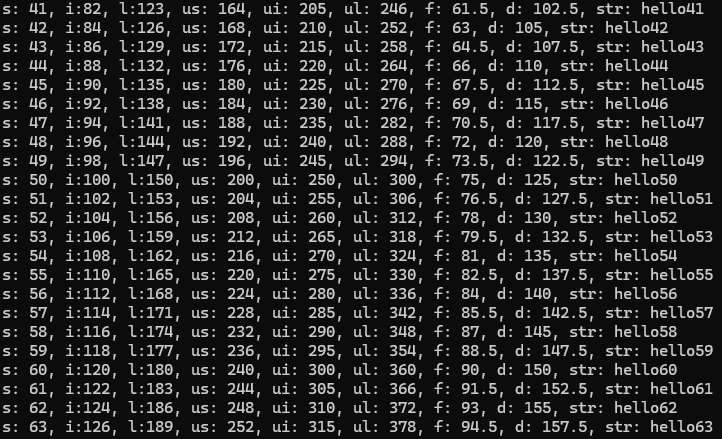 s: 41, i:82, l:123, us: 164, ui: 205, ul: 246, f: 61.5, d: 102.5, str: hello41
s: 42, i:84, l:126, us: 168, ui: 210, ul: 252, f: 63, d: 105, str: hello42
s: 43, i:86, l:129, us: 172, ui: 215, ul: 258, f: 64.5, d: 107.5, str: hello43
s: 44, i:88, l:132, us: 176, ui: 220, ul: 264, f: 66, d: 110, str: hello44
s: 45, i:90, l:135, us: 180, ui: 225, ul: 270, f: 67.5, d: 112.5, str: hello45
s: 46, i:92, l:138, us: 184, ui: 230, ul: 276, f: 69, d: 115, str: hello46
s: 47, i:94, l:141, us: 188, ui: 235, ul: 282, f: 70.5, d: 117.5, str: hello47
s: 48, i:96, l:144, us: 192, ui: 240, ul: 288, f: 72, d: 120, str: hello48
s: 49, i:98, l:147, us: 196, ui: 245, ul: 294, f: 73.5, d: 122.5, str: hello49
s: 50, i:100, l:150, us: 200, ui: 250, ul: 300, f: 75, d: 125, str: hello50
s: 51, i:102, l:153, us: 204, ui: 255, ul: 306, f: 76.5, d: 127.5, str: hello51
s: 52, i:104, l:156, us: 208, ui: 260, ul: 312, f: 78, d: 130, str: hello52
s: 53, i:106, l:159, us: 212, ui: 265, ul: 318, f: 79.5, d: 132.5, str: hello53
s: 54, i:108, l:162, us: 216, ui: 270, ul: 324, f: 81, d: 135, str: hello54
s: 55, i:110, l:165, us: 220, ui: 275, ul: 330, f: 82.5, d: 137.5, str: hello55
s: 56, i:112, l:168, us: 224, ui: 280, ul: 336, f: 84, d: 140, str: hello56
s: 57, i:114, l:171, us: 228, ui: 285, ul: 342, f: 85.5, d: 142.5, str: hello57
s: 58, i:116, l:174, us: 232, ui: 290, ul: 348, f: 87, d: 145, str: hello58
s: 59, i:118, l:177, us: 236, ui: 295, ul: 354, f: 88.5, d: 147.5, str: hello59
s: 60, i:120, l:180, us: 240, ui: 300, ul: 360, f: 90, d: 150, str: hello60
s: 61, i:122, l:183, us: 244, ui: 305, ul: 366, f: 91.5, d: 152.5, str: hello61
s: 62, i:124, l:186, us: 248, ui: 310, ul: 372, f: 93, d: 155, str: hello62
s: 63, i:126, l:189, us: 252, ui: 315, ul: 378, f: 94.5, d: 157.5, str: hello63